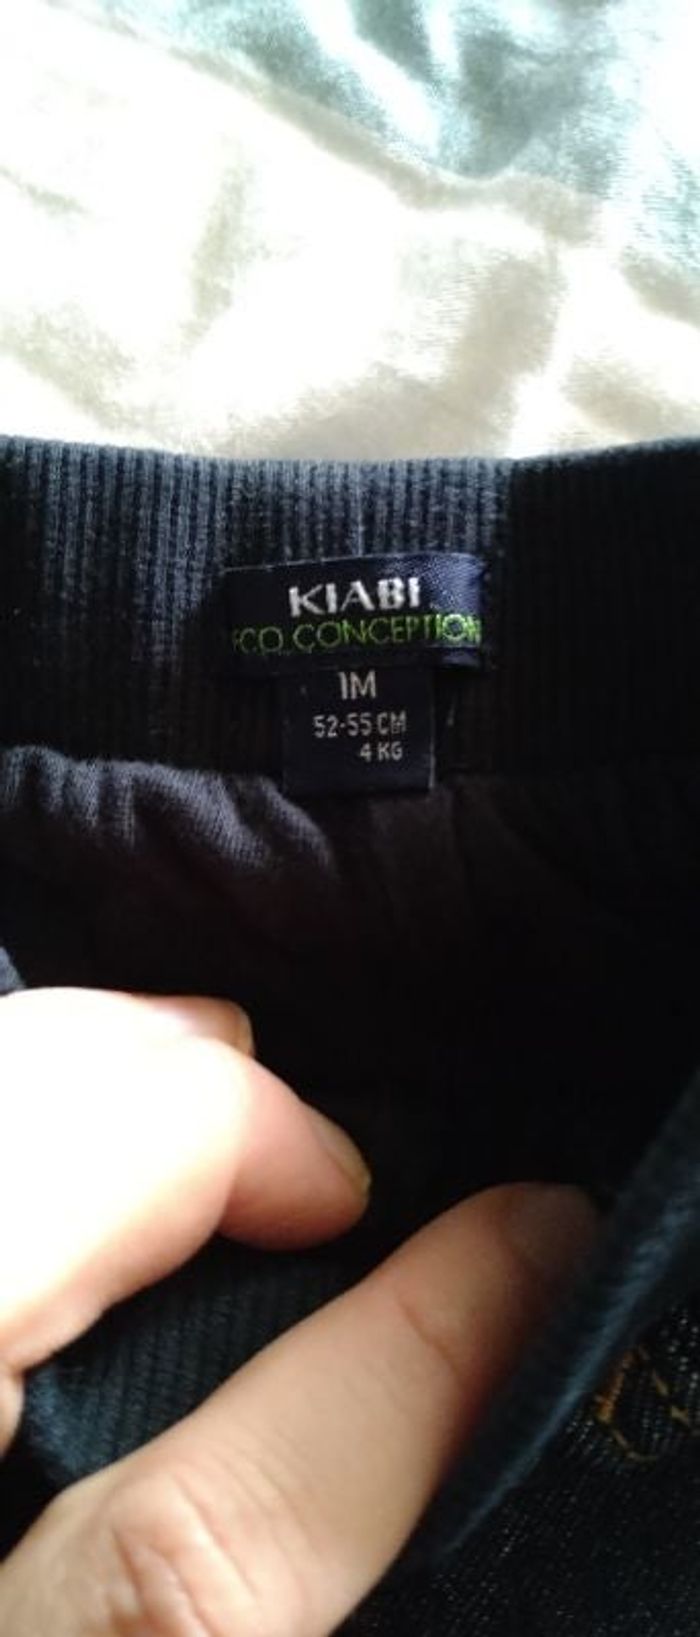 KIABI
ECO CONCEPTION
1M
52-55 CM
4 KG